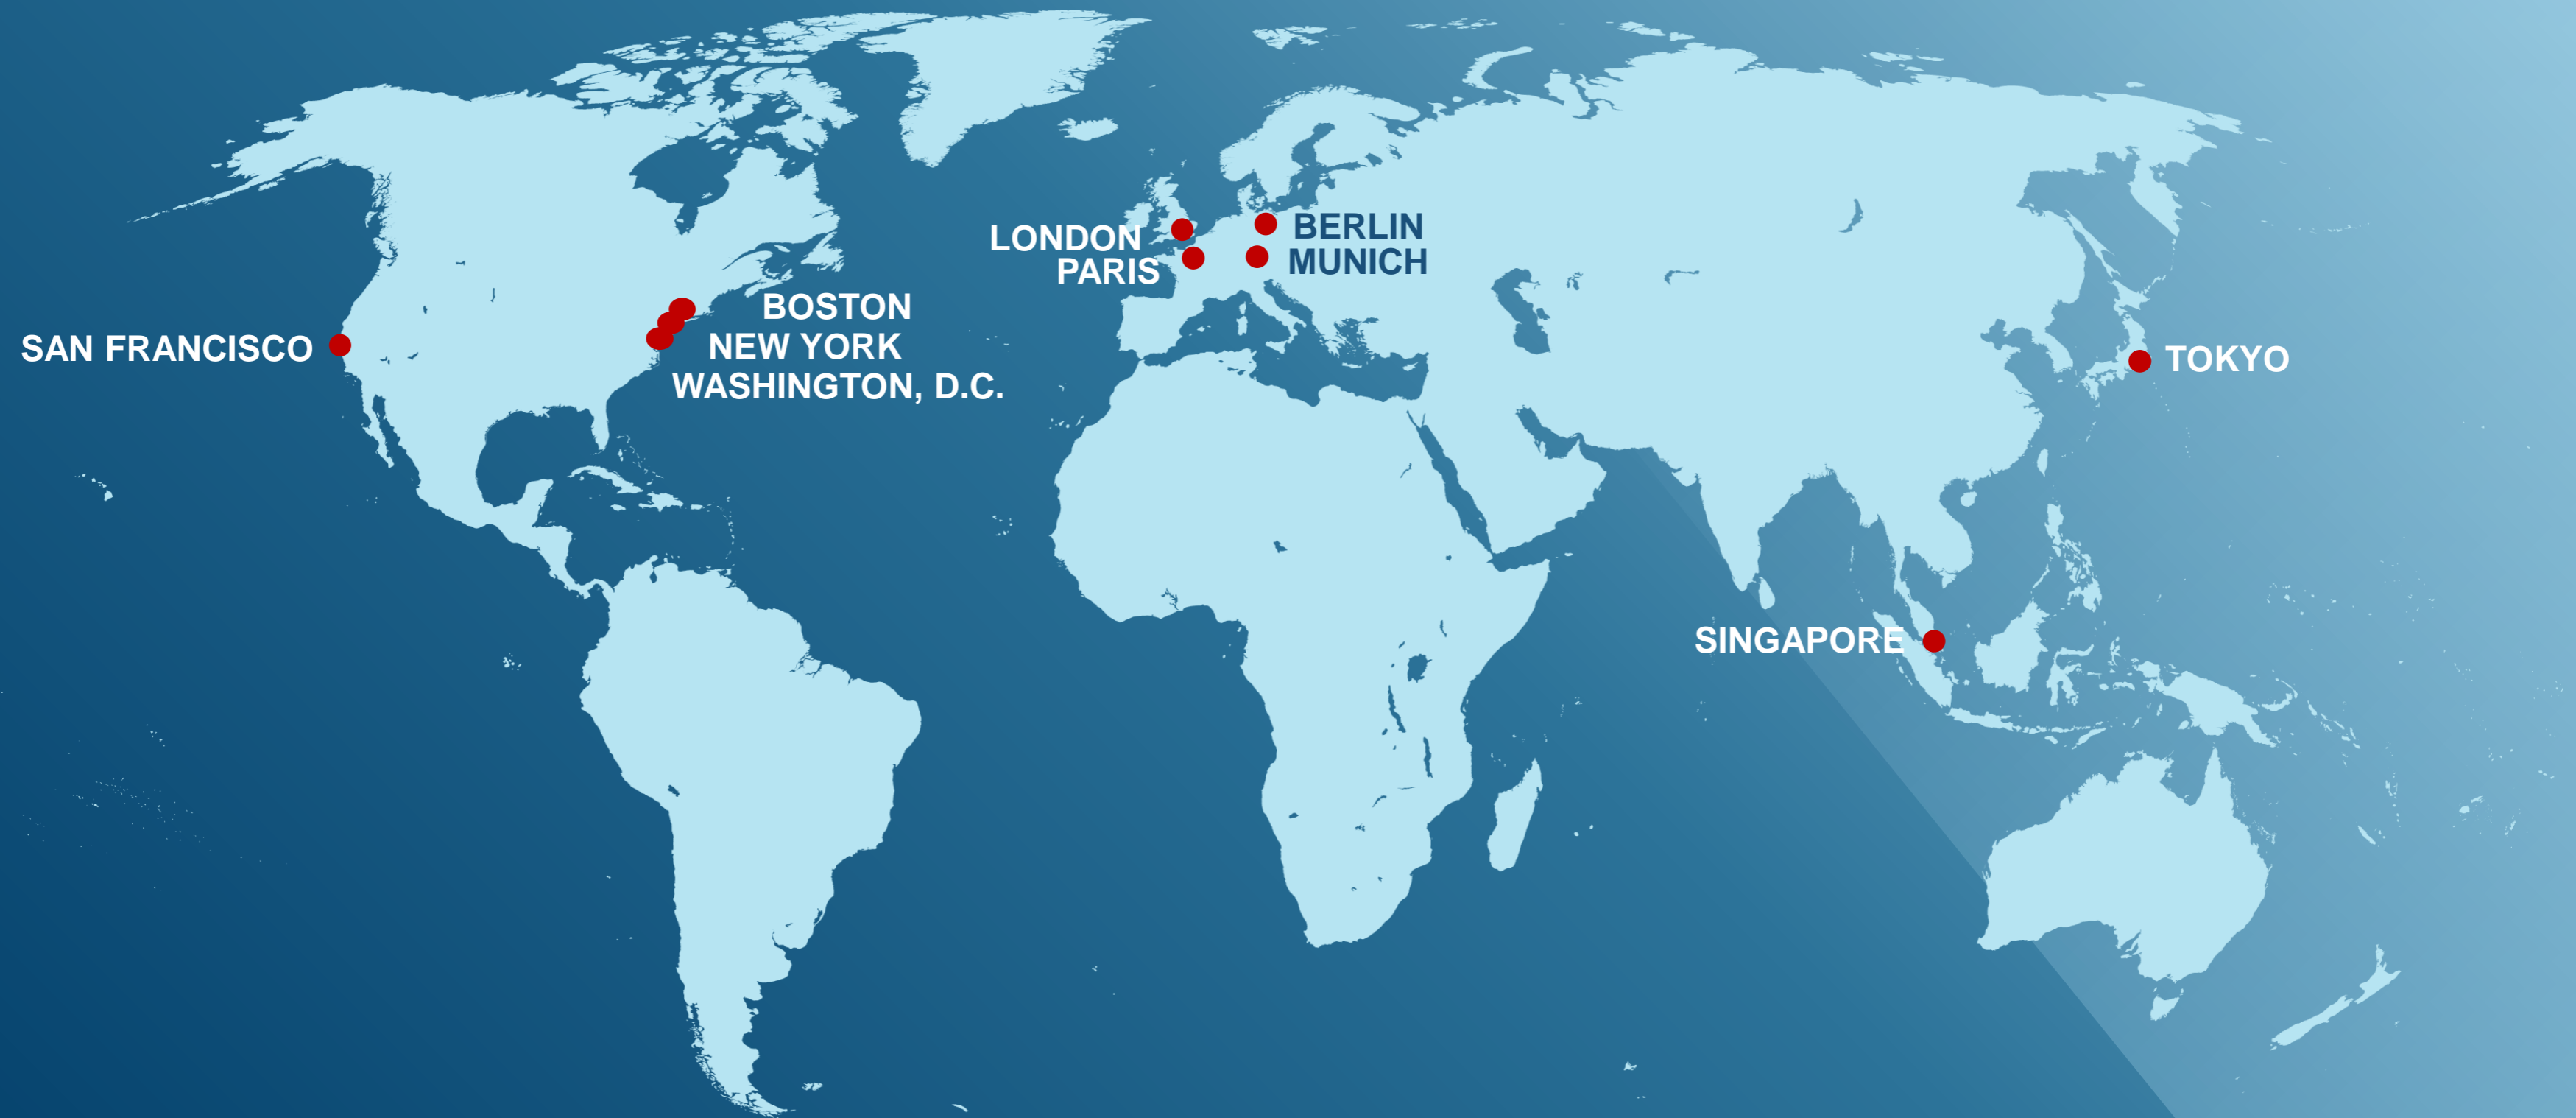 LONDON
PARIS
BERLIN
MUNICH
BOSTON
NEW YORK
WASHINGTON, D.C.
SAN FRANCISCO
TOKYO
SINGAPORE